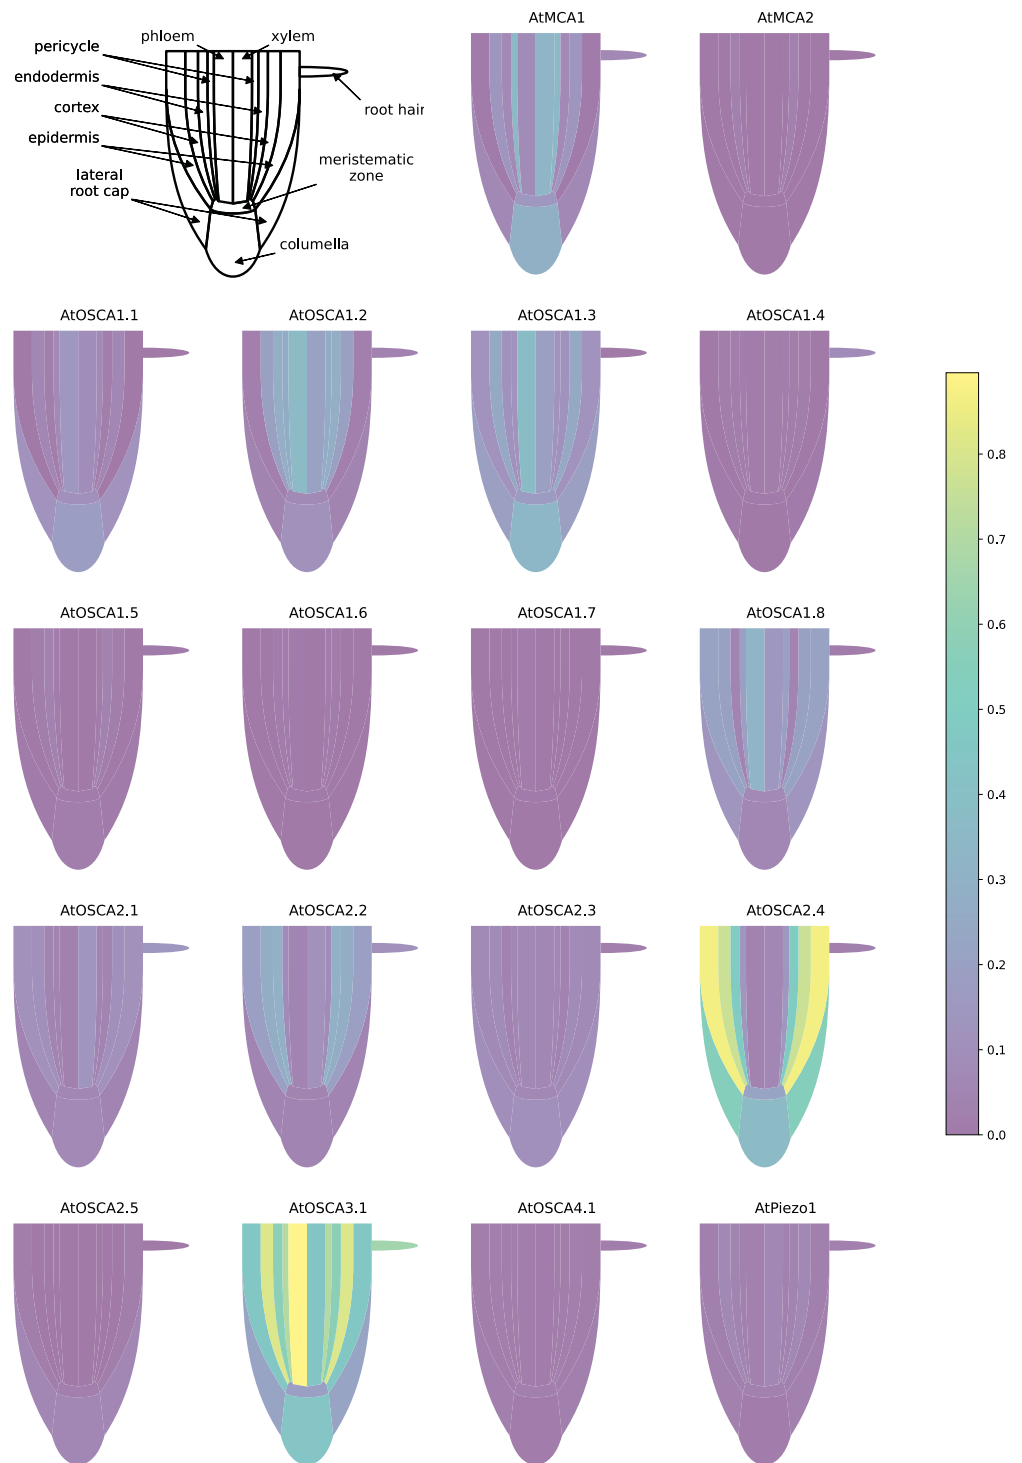 AtMCA1
AtMCA2
phloem
xylem
pericycle
endodermis
cortex
epidermis
lateral
root cap
root hair
meristematic
zone
columella
AtOSCA1.1
AtOSCA1.2
AtOSCA1.3
AtOSCA1.4
AtOSCA1.5
AtOSCA1.6
AtOSCA1.7
AtOSCA1.8
AtOSCA2.1
AtOSCA2.2
AtOSCA2.3
AtOSCA2.4
AtOSCA2.5
AtOSCA3.1
AtOSCA4.1
AtPiezo1
0.8
0.7
0.6
0.5
0.4
0.3
0.2
0.1
0.0